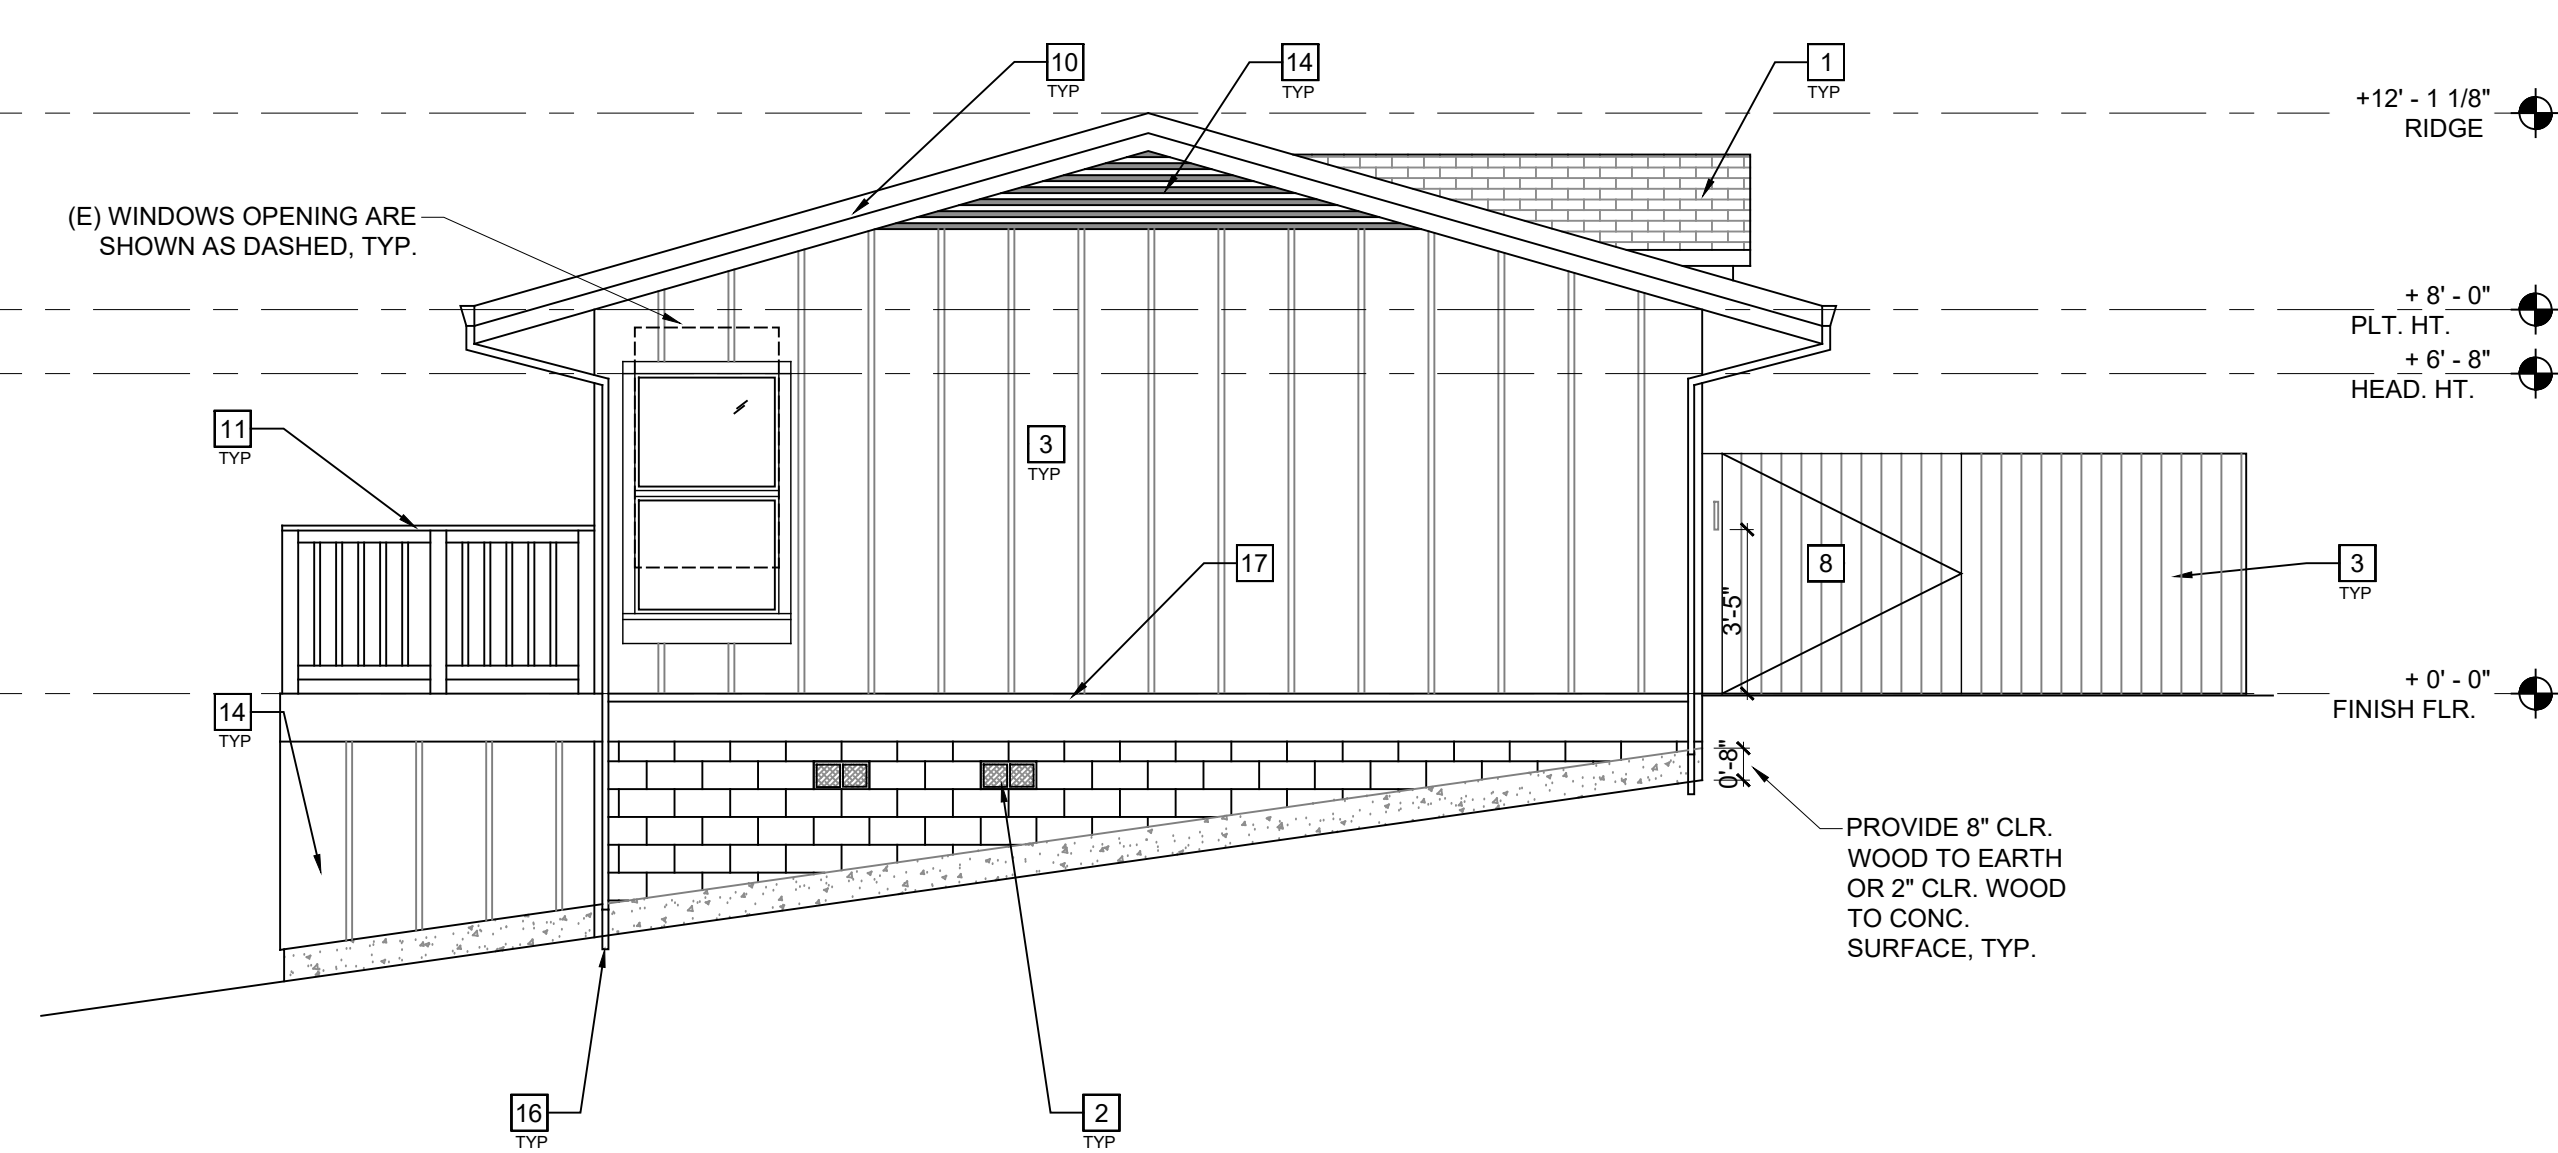 10
TYP
14
TYP
1
TYP
+12' - 1 1/8"
RIDGE
(E) WINDOWS OPENING ARE
SHOWN AS DASHED, TYP.
+ 8' - 0"
PLT. HT.
+ 6' - 8"
HEAD. HT.
11
TYP
3
TYP
17
8
3'-5"
3
TYP
+ 0' - 0"
FINISH FLR.
14
TYP
0'-8"
PROVIDE 8" CLR.
WOOD TO EARTH
OR 2" CLR. WOOD
TO CONC.
SURFACE, TYP.
16
TYP
2
TYP